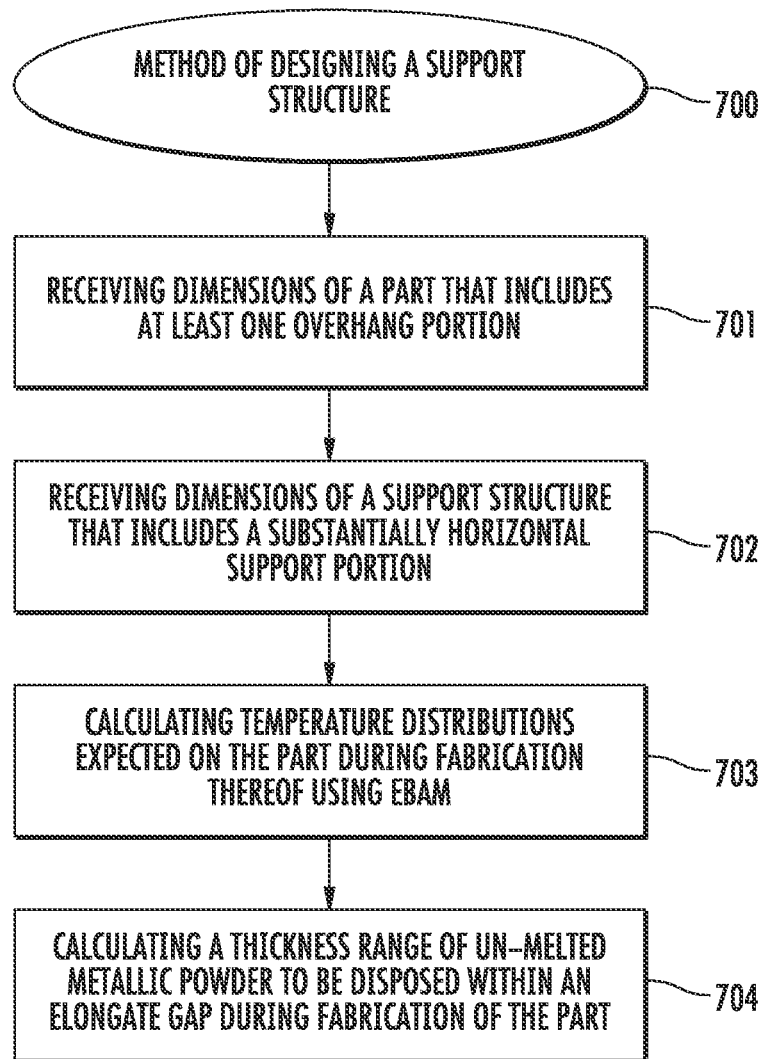 METHOD OF DESIGNING A SUPPORT
STRUCTURE
700
RECEIVING DIMENSIONS OF A PART THAT INCLUDES
AT LEAST ONE OVERHANG PORTION
701
RECEIVING DIMENSIONS OF A SUPPORT STRUCTURE
THAT INCLUDES A SUBSTANTIALLY HORIZONTAL
SUPPORT PORTION
702
CALCULATING TEMPERATURE DISTRIBUTIONS
EXPECTED ON THE PART DURING FABRICATION
THEREOF USING EBAM
703
CALCULATING A THICKNESS RANGE OF UN-MELTED
METALLIC POWDER TO BE DISPOSED WITHIN AN
ELONGATE GAP DURING FABRICATION OF THE PART
704